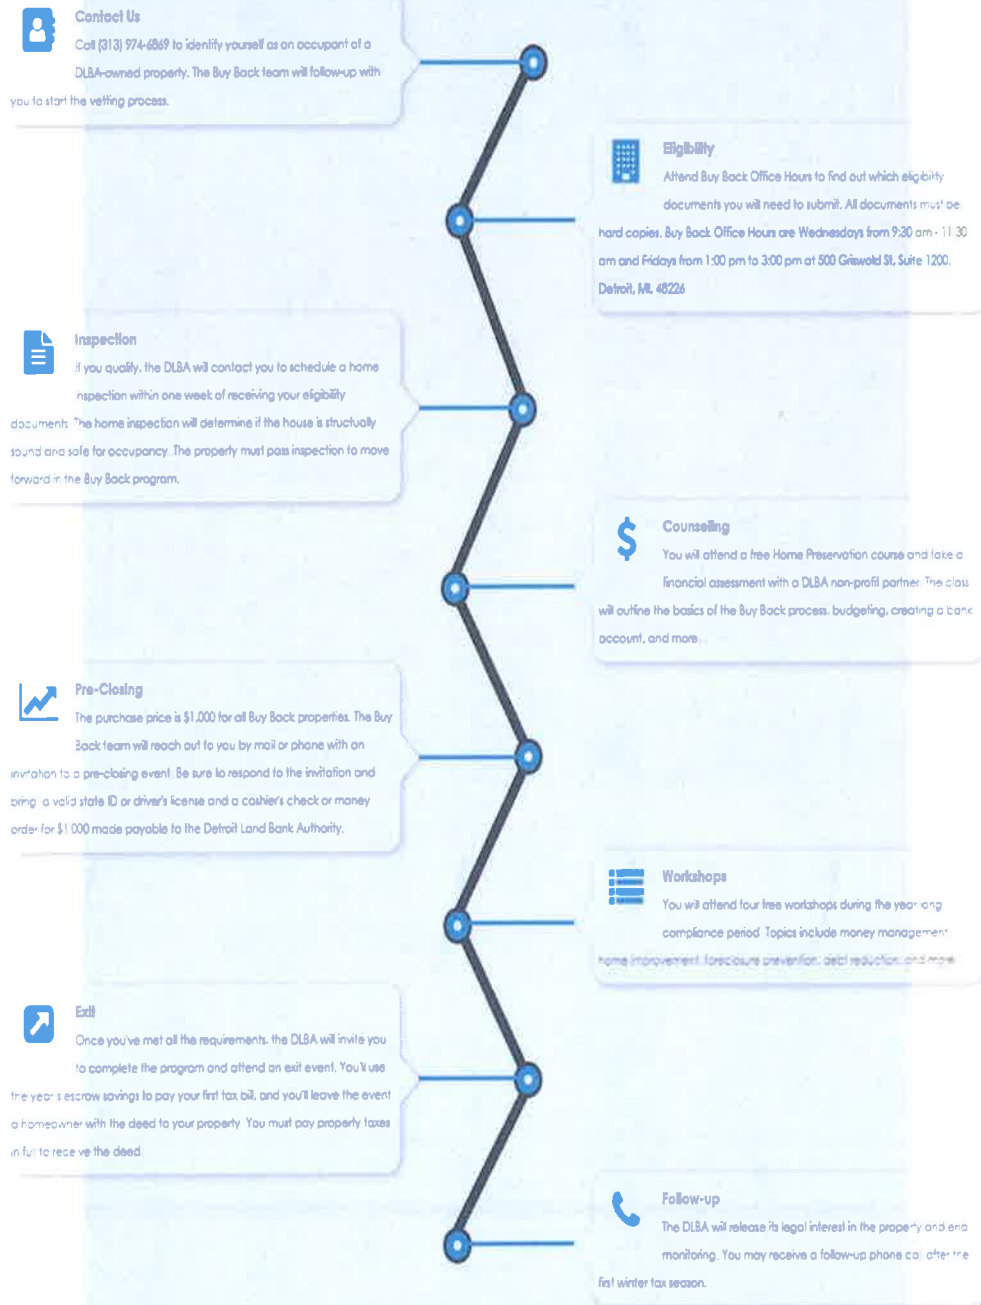 Contact Us
Call (313) 974-6869 to identify yourself as an occupant of a
DLBA-owned property. The Buy Back team will follow-up with
you to start the vetting process.
Eligibility
Attend Buy Back Office Hours to find out which eligibility
documents you will need to submit. All documents must be
hard copies. Buy Back Office Hours are Wednesdays from 9:30 am - 11:30
am and Fridays from 1:00 pm to 3:00 pm at 500 Griswold St, Suite 1200,
Detroit, MI, 48226
Inspection
If you qualify, the DLBA will contact you to schedule a home
inspection within one week of receiving your eligibility
documents. The home inspection will determine if the house is structually
sound and safe for occupancy. The property must pass inspection to move
forward in the Buy Back program.
Counseling
You will attend a free Home Preservation course and take a
financial assessment with a DLBA non-profit partner. The class
will outline the basics of the Buy Back process, budgeting, creating a bank
account, and more.
Pre-Closing
The purchase price is $1,000 for all Buy Back properties. The Buy
Back team will reach out to you by mail or phone with an
invitation to a pre-closing event. Be sure to respond to the invitation and
bring a valid state ID or driver's license and a cashier's check or money
order for $1,000 made payable to the Detroit Land Bank Authority.
Workshops
You will attend four free workshops during the year long
compliance period. Topics include money management,
home improvement, foreclosure prevention, debt reduction, and more.
Exit
Once you've met all the requirements, the DLBA will invite you
to complete the program and attend an exit event. You'll use
the year's escrow savings to pay your first tax bill, and you'll leave the event
a homeowner with the deed to your property. You must pay property taxes
in full to receive the deed.
Follow-up
The DLBA will release its legal interest in the property and end
monitoring. You may receive a follow-up phone call after the
first winter tax season.